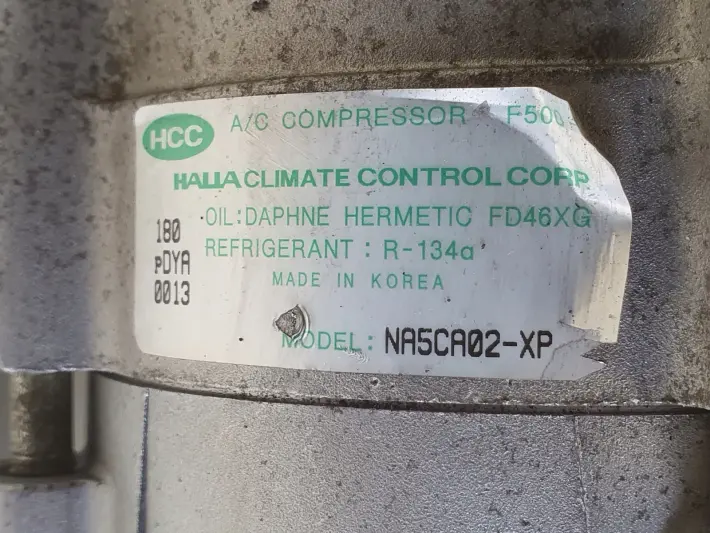 HCC
A/C COMPRESSOR F500
HALLA CLIMATE CONTROL CORP
OIL:DAPHNE HERMETIC FD46XG
REFRIGERANT : R-134a
MADE IN KOREA
180
PDYA
0013
MODEL: NA5CA02-XP